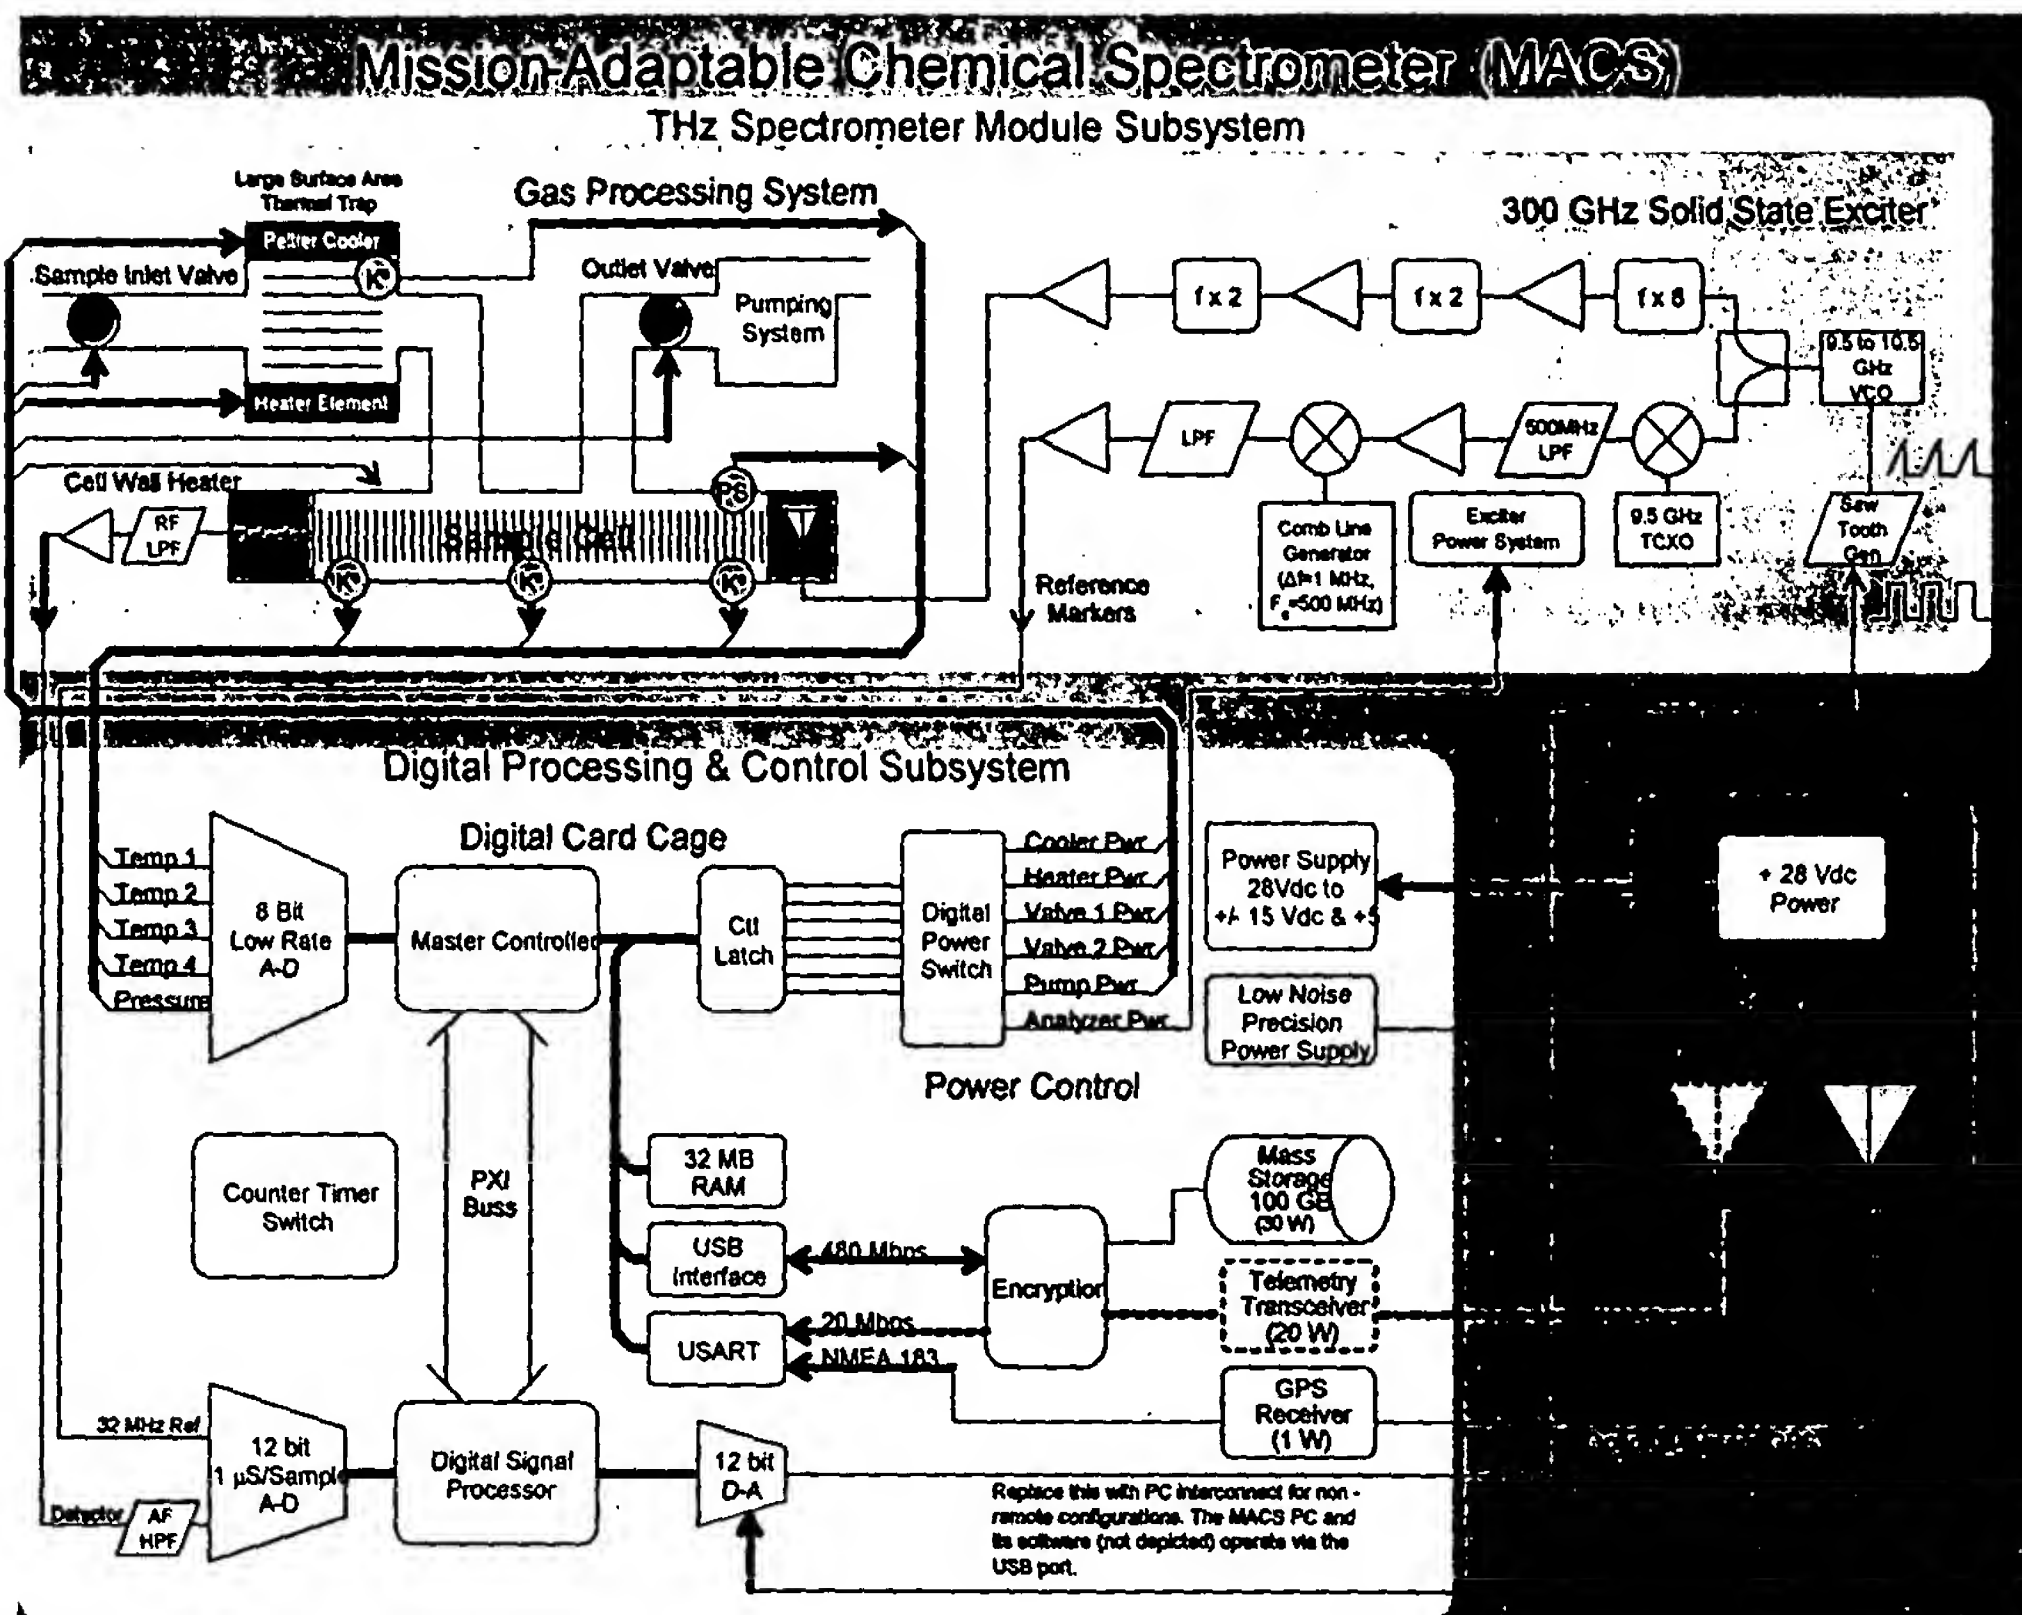 Mission-Adaptable Chemical Spectrometer (MACS)
THz Spectrometer Module Subsystem
Large Surface Area
Thermal Trap
Gas Processing System
300 GHz Solid State Exciter
Peltier Cooler
Sample Inlet Valve
K°
Outlet Valve
Pumping
System
f x 2
f x 2
f x 8
9.5 to 10.5
GHz
VCO
Heater Element
LPF
500MHz
LPF
Cell Wall Heater
PS
RF
LPF
Sample Cell
Comb Line
Generator
(Δf=1 MHz,
F =500 MHz)
Exciter
Power System
9.5 GHz
TCXO
Saw
Tooth
Gen
K°
K°
K°
Reference
Markers
Digital Processing & Control Subsystem
Digital Card Cage
Temp 1
Temp 2
Temp 3
Temp 4
Pressure
8 Bit
Low Rate
A-D
Master Controller
Ctl
Latch
Digital
Power
Switch
Cooler Pwr
Heater Pwr
Valve 1 Pwr
Valve 2 Pwr
Pump Pwr
Analyzer Pwr
Power Supply
28Vdc to
+/- 15 Vdc & +5
+ 28 Vdc
Power
Low Noise
Precision
Power Supply
Power Control
Counter Timer
Switch
PXI
Buss
32 MB
RAM
USB
Interface
USART
480 Mbps
20 Mbps
NMEA 183
Encryption
Mass
Storage
100 GB
(30 W)
Telemetry
Transceiver
(20 W)
GPS
Receiver
(1 W)
32 MHz Ref
12 bit
1 µS/Sample
A-D
Digital Signal
Processor
12 bit
D-A
Detector
AF
HPF
Replace this with PC interconnect for non -
remote configurations. The MACS PC and
its software (not depicted) operate via the
USB port.